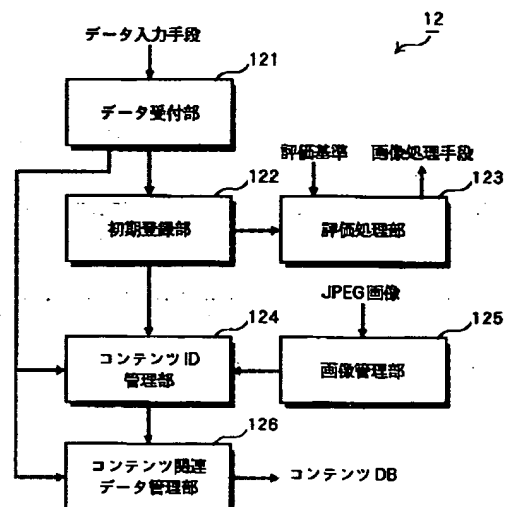 12
データ入力手段
121
データ受付部
評価基準
画像処理手段
122
123
初期登録部
評価処理部
JPEG画像
124
125
コンテンツID
管理部
画像管理部
126
コンテンツ関連
データ管理部
コンテンツDB